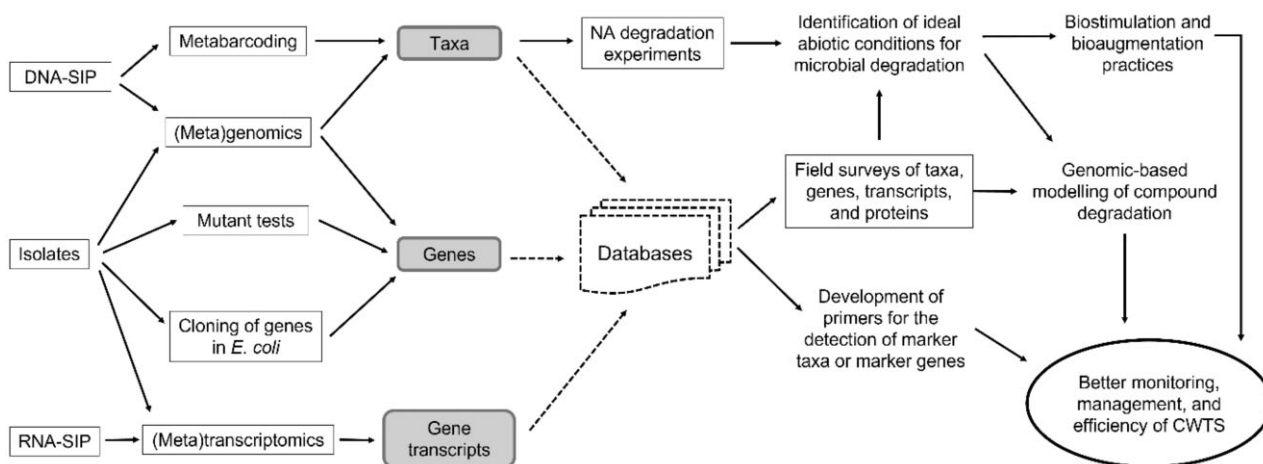 DNA-SIP
Isolates
RNA-SIP
Metabarcoding
(Meta)genomics
Mutant tests
Cloning of genes
in E. coli
(Meta)transcriptomics
Taxa
Genes
Gene
transcripts
NA degradation
experiments
Databases
Identification of ideal
abiotic conditions for
microbial degradation
Field surveys of taxa,
genes, transcripts,
and proteins
Development of
primers for the
detection of marker
taxa or marker genes
Biostimulation and
bioaugmentation
practices
Genomic-based
modelling of compound
degradation
Better monitoring,
management, and
efficiency of CWTS